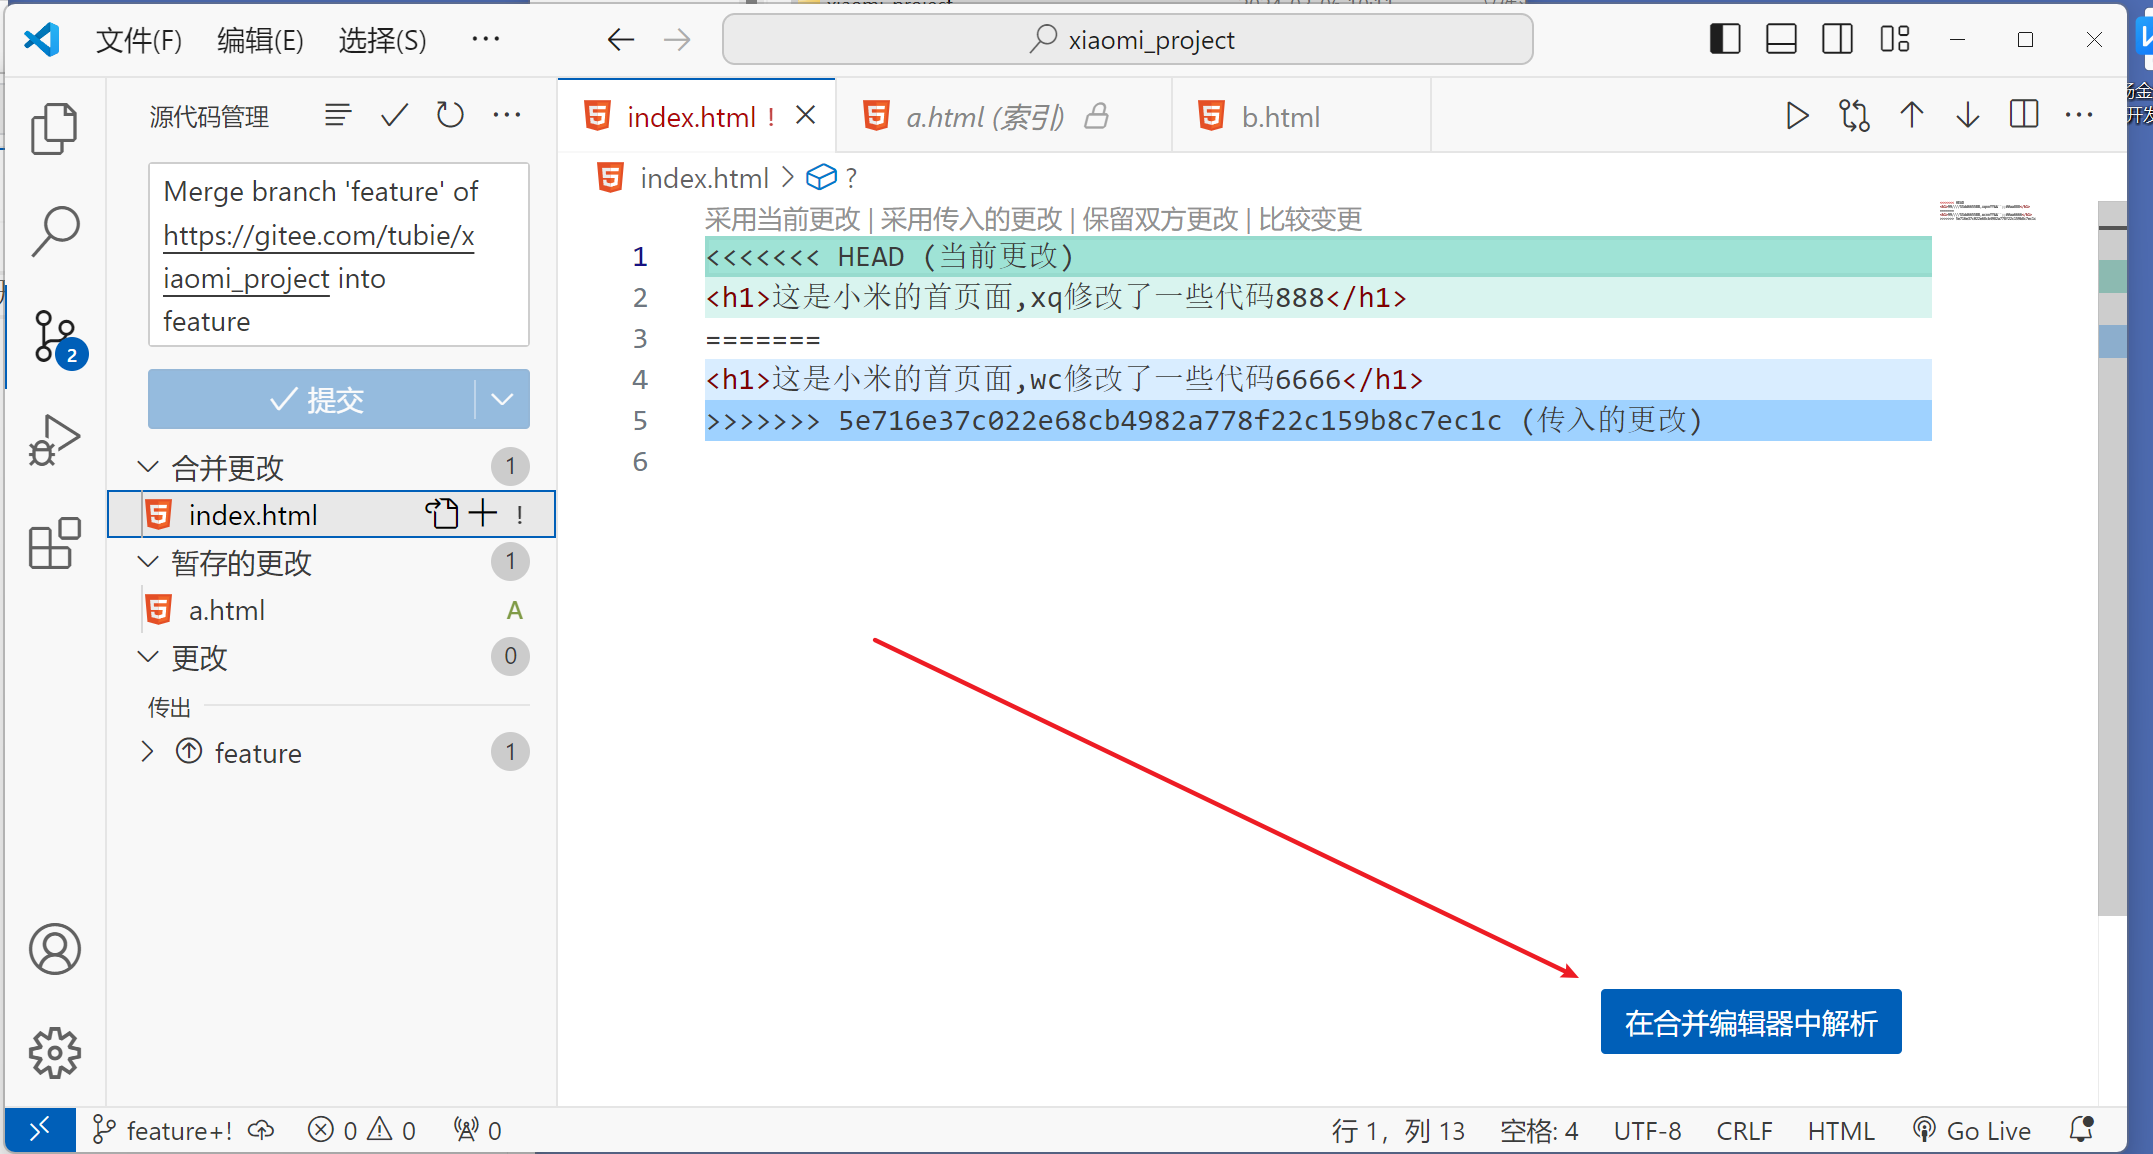 文件(F) 编辑(E) 选择(S) ··· xiaomi_project
源代码管理
index.html ! a.html (索引) b.html
Merge branch 'feature' of
https://gitee.com/tubie/x
iaomi_project into
feature
提交
合并更改 1
index.html !
暂存的更改 1
a.html A
更改 0
传出
feature 1
index.html > ?
采用当前更改 | 采用传入的更改 | 保留双方更改 | 比较变更
1 <<<<<<< HEAD (当前更改)
2 <h1>这是小米的首页面,xq修改了一些代码888</h1>
3 =======
4 <h1>这是小米的首页面,wc修改了一些代码6666</h1>
5 >>>>>>> 5e716e37c022e68cb4982a778f22c159b8c7ec1c (传入的更改)
6
在合并编辑器中解析
2
feature+! 0 0 0 行 1, 列 13 空格: 4 UTF-8 CRLF HTML Go Live